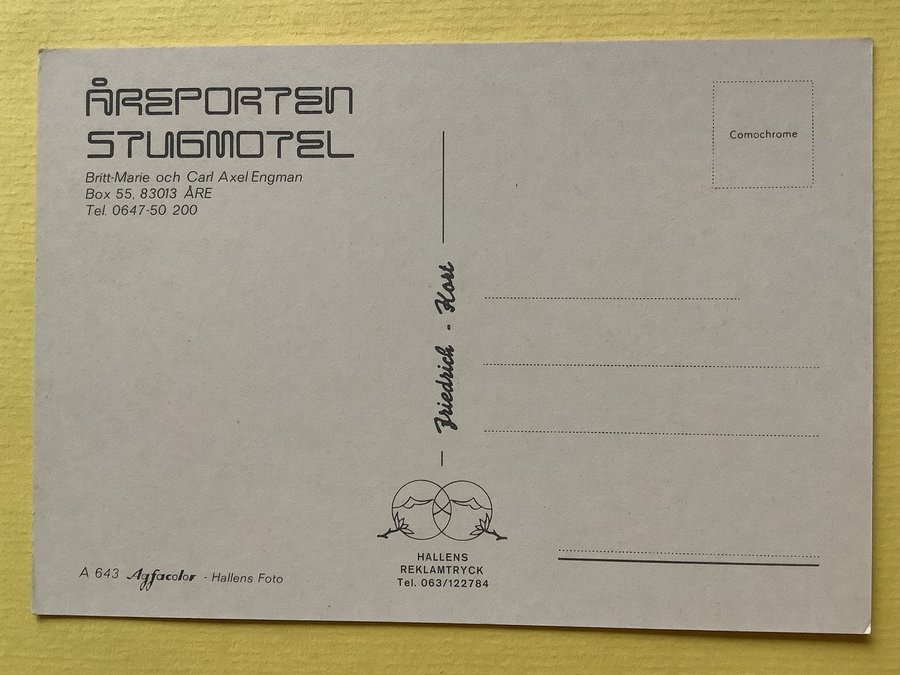 ÅREPORTEN
STUGMOTEL
Britt-Marie och Carl Axel Engman
Box 55, 83013 ÅRE
Tel. 0647-50 200
Comochrome
Friedrich - Kort
HALLENS
REKLAMTRYCK
Tel. 063/122784
A 643 Agfacolor - Hallens Foto